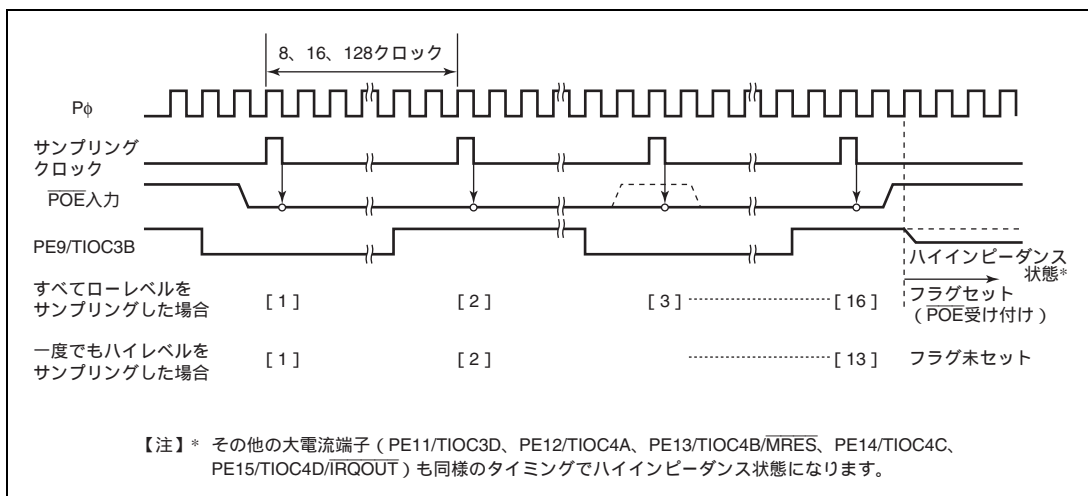 8、16、128クロック
Pφ
サンプリング
クロック
POE入力
PE9/TIOC3B
ハイインピーダンス
状態*
すべてローレベルを
サンプリングした場合
[ 1 ] [ 2 ] [ 3 ] [ 16 ]
フラグセット
（POE受け付け）
一度でもハイレベルを
サンプリングした場合
[ 1 ] [ 2 ] [ 13 ] フラグ未セット
【注】* その他の大電流端子（PE11/TIOC3D、PE12/TIOC4A、PE13/TIOC4B/MRES、PE14/TIOC4C、
PE15/TIOC4D/IRQOUT）も同様のタイミングでハイインピーダンス状態になります。